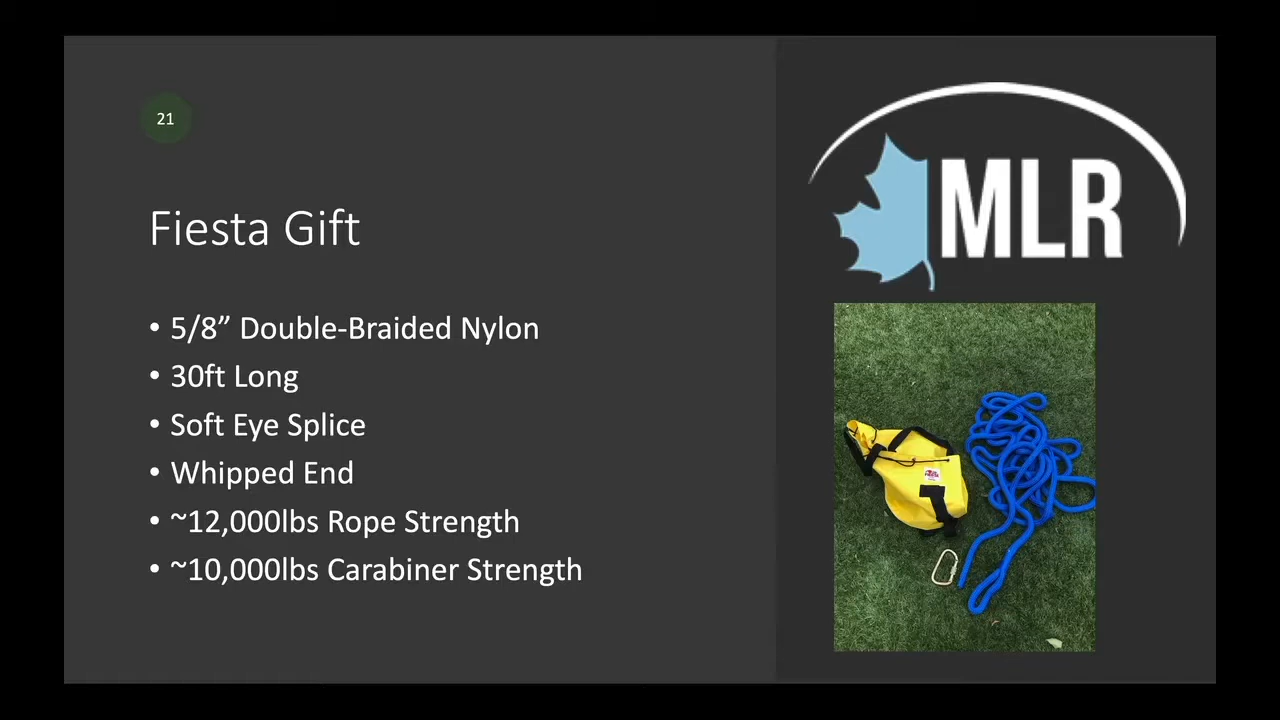 21
Fiesta Gift
• 5/8” Double-Braided Nylon
• 30ft Long
• Soft Eye Splice
• Whipped End
• ~12,000lbs Rope Strength
• ~10,000lbs Carabiner Strength
MLR